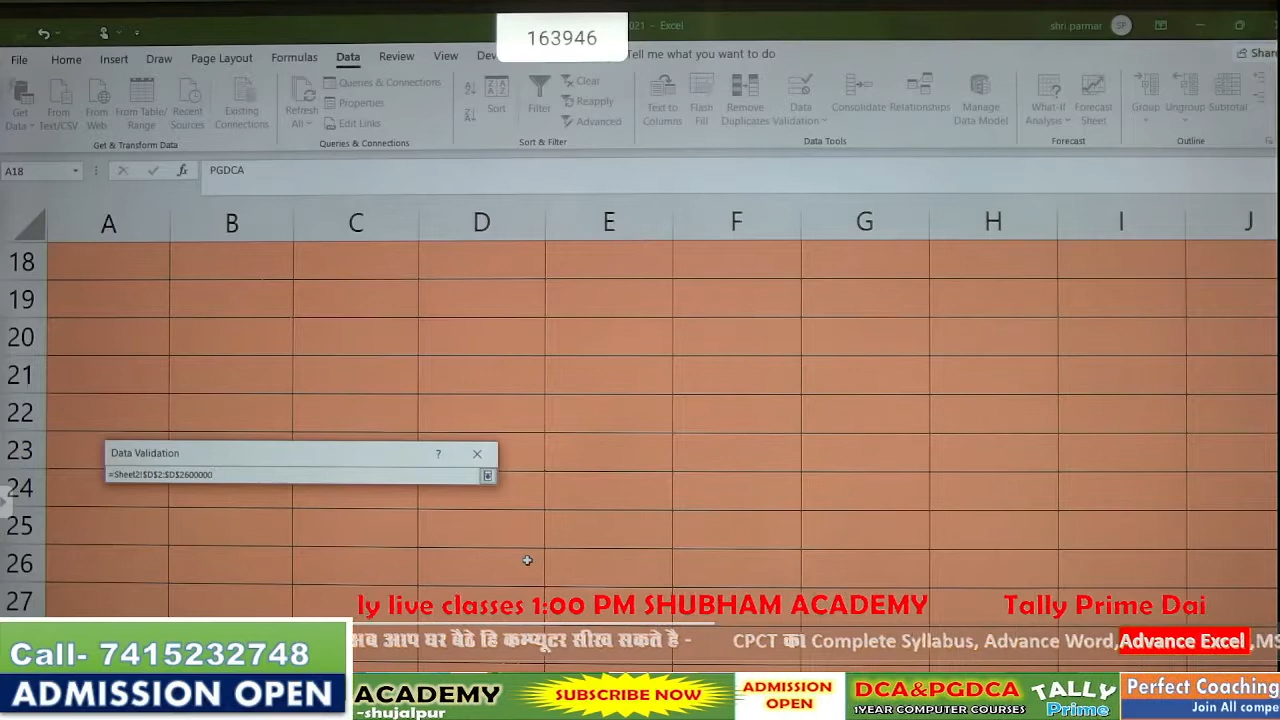 163946
021 – Excel
shri parmar SP
File Home Insert Draw Page Layout Formulas Data Review View Tell me what you want to do Shar
Get Data From Text/CSV From Web From Table/Range Recent Sources Existing Connections
Get & Transform Data
Refresh All Queries & Connections Properties Edit Links
Queries & Connections
Sort Filter Clear Reapply Advanced
Sort & Filter
Text to Columns Flash Fill Remove Duplicates Data Validation Consolidate Relationships Manage Data Model
Data Tools
What-If Analysis Forecast Sheet
Forecast
Group Ungroup Subtotal
Outline
A18 fx PGDCA
A B C D E F G H I J
18
19
20
21
22
23
24
25
26
27
Data Validation ?
=Sheet2!$D$2:$D$2600000
ly live classes 1:00 PM SHUBHAM ACADEMY Tally Prime Dai
अब आप घर बैठे हि कम्प्यूटर सीख सकते है - CPCT का Complete Syllabus, Advance Word, Advance Excel ,MS
Call- 7415232748
ADMISSION OPEN
ACADEMY
-shujalpur
SUBSCRIBE NOW
ADMISSION
OPEN
DCA&PGDCA
1YEAR COMPUTER COURSES
TALLY
Prime
Perfect Coaching
Join All compe